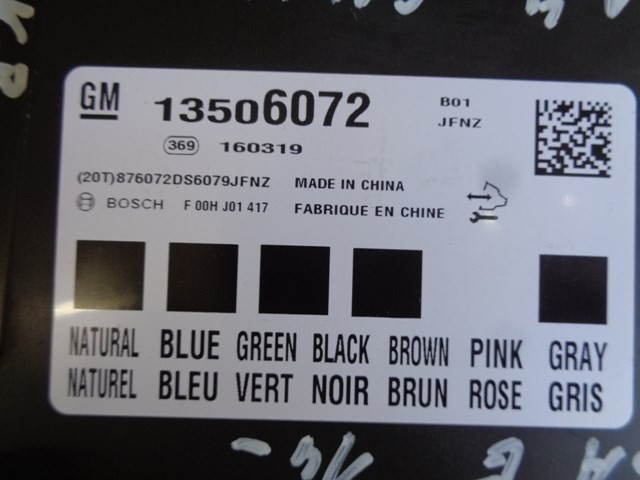 GM 13506072 B01
JFNZ
369 160319
(20T)876072DS6079JFNZ MADE IN CHINA
BOSCH F 00H J01 417 FABRIQUE EN CHINE
NATURAL BLUE GREEN BLACK BROWN PINK GRAY
NATUREL BLEU VERT NOIR BRUN ROSE GRIS